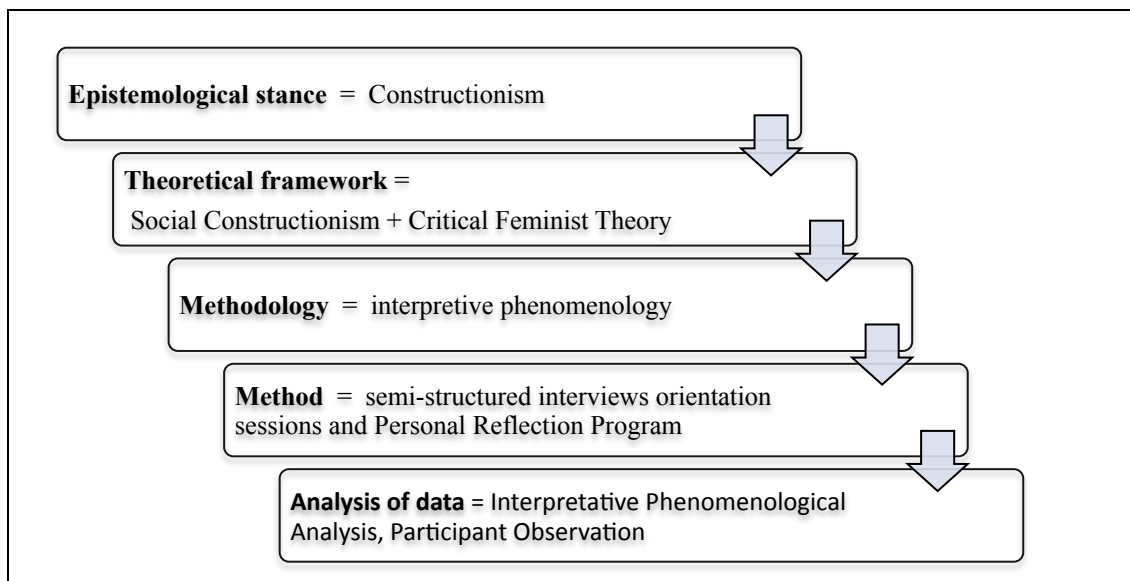 Epistemological stance = Constructionism
Theoretical framework =
Social Constructionism + Critical Feminist Theory
Methodology = interpretive phenomenology
Method = semi-structured interviews orientation
sessions and Personal Reflection Program
Analysis of data = Interpretative Phenomenological
Analysis, Participant Observation